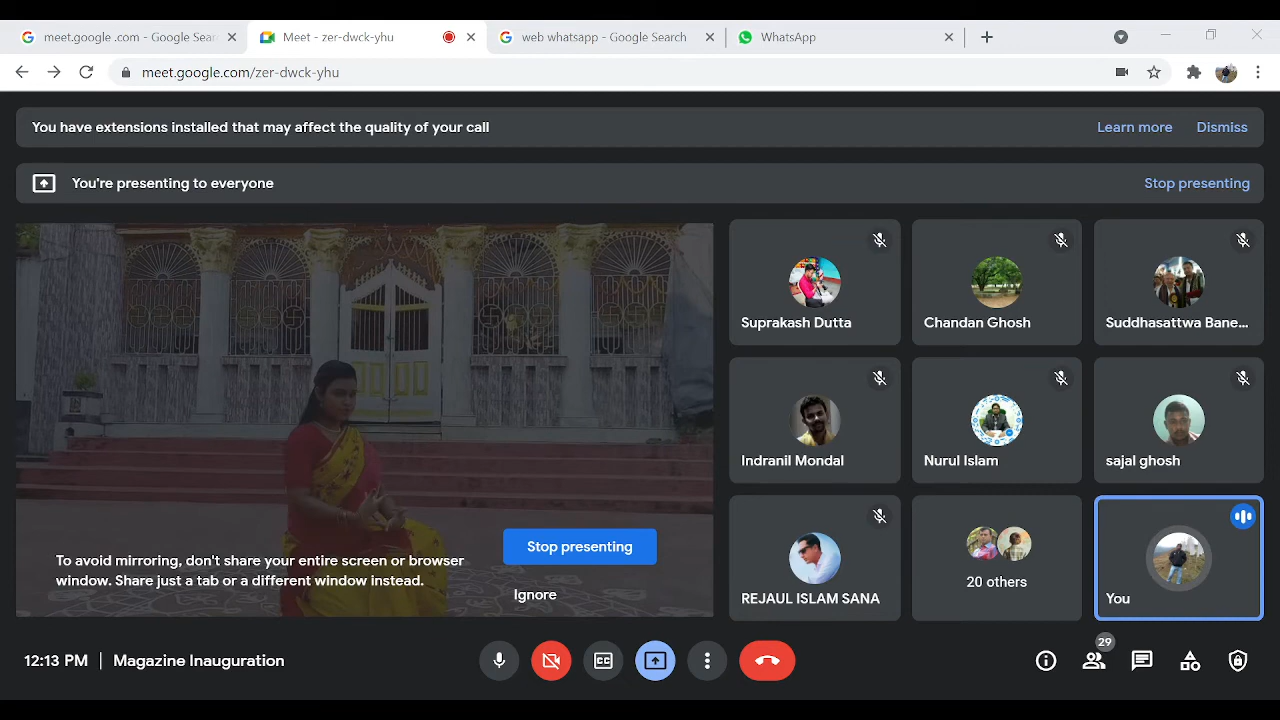 meet.google .com - Google Sear
Meet - zer-dwck-yhu
web whatsapp - Google Search
WhatsApp
meet.google.com/zer-dwck-yhu
You have extensions installed that may affect the quality of your call
Learn more
Dismiss
You're presenting to everyone
Stop presenting
Suprakash Dutta
Chandan Ghosh
Suddhasattwa Bane...
Indranil Mondal
Nurul Islam
sajal ghosh
To avoid mirroring, don't share your entire screen or browser
window. Share just a tab or a different window instead.
Stop presenting
Ignore
REJAUL ISLAM SANA
20 others
You
12:13 PM | Magazine Inauguration
CC
29